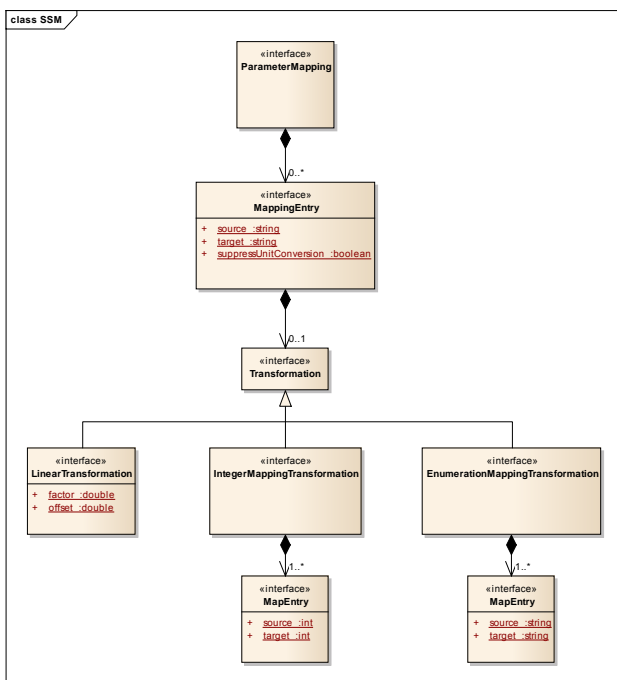 class SSM
«interface»
ParameterMapping
0..*
«interface»
MappingEntry
+ source :string
+ target :string
+ suppressUnitConversion :boolean
0..1
«interface»
Transformation
«interface»
LinearTransformation
+ factor :double
+ offset :double
«interface»
IntegerMappingTransformation
«interface»
EnumerationMappingTransformation
1..*
«interface»
MapEntry
+ source :int
+ target :int
1..*
«interface»
MapEntry
+ source :string
+ target :string